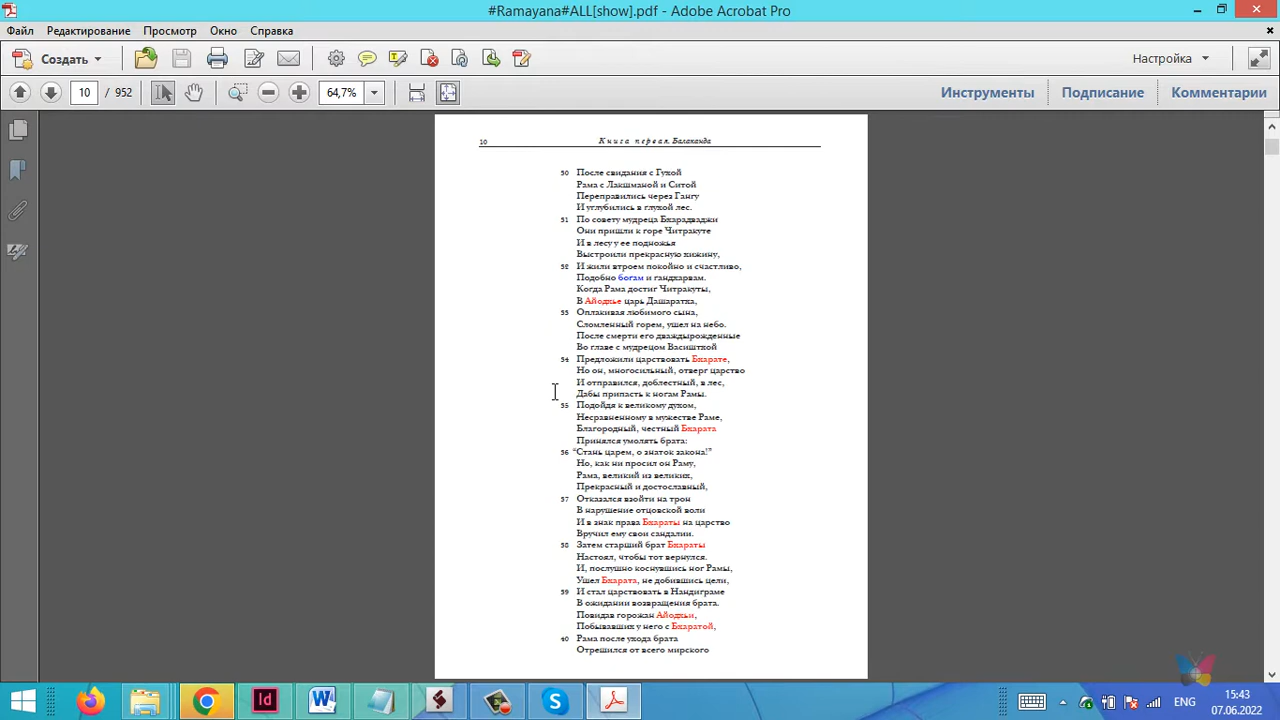 #Ramayana#ALL[show].pdf - Adobe Acrobat Pro
Файл Редактирование Просмотр Окно Справка
Создать Настройка
10 / 952 64,7% Инструменты Подписание Комментарии
10 Книга первая. Балаканда
30 После свидания с Гухой
Рама с Лакшманой и Ситой
Переправились через Гангу
И углубились в глухой лес.
31 По совету мудреца Бхарадваджи
Они пришли к горе Читракуте
И в лесу у ее подножья
Выстроили прекрасную хижину,
32 И жили втроем покойно и счастливо,
Подобно богам и гандхарвам.
Когда Рама достиг Читракуты,
В Айодхье царь Дашаратха,
33 Оплакивая любимого сына,
Сломленный горем, ушел на небо.
После смерти его дваждырожденные
Во главе с мудрецом Васиштхой
34 Предложили царствовать Бхарате,
Но он, многосильный, отверг царство
И отправился, доблестный, в лес,
Дабы припасть к ногам Рамы.
35 Подойдя к великому духом,
Несравненному в мужестве Раме,
Благородный, честный Бхарата
Принялся умолять брата:
36 “Стань царем, о знаток закона!”
Но, как ни просил он Раму,
Рама, великий из великих,
Прекрасный и достославный,
37 Отказался взойти на трон
В нарушение отцовской воли
И в знак права Бхараты на царство
Вручил ему свои сандалии.
38 Затем старший брат Бхараты
Настоял, чтобы тот вернулся.
И, послушно коснувшись ног Рамы,
Ушел Бхарата, не добившись цели,
39 И стал царствовать в Нандиграме
В ожидании возвращения брата.
Повидав горожан Айодхьи,
Побывавших у него с Бхаратой,
40 Рама после ухода брата
Отрешился от всего мирского
ENG
15:43
07.06.2022